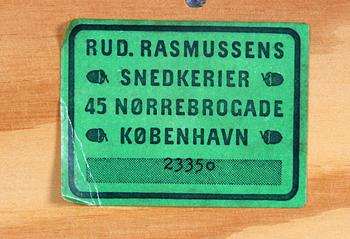 RUD. RASMUSSENS
SNEDKERIER
45 NØRREBROGADE
KØBENHAVN
23350